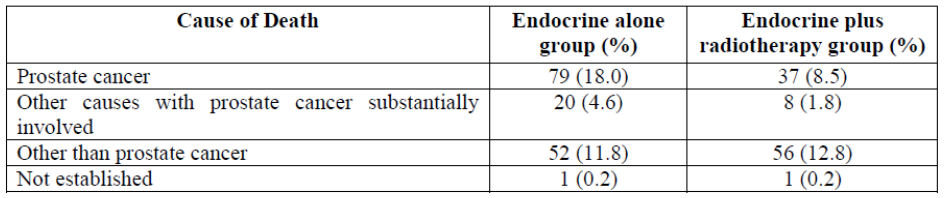 Cause of Death Endocrine alone Endocrine plus
group (%) radiotherapy group (%)
Prostate cancer 79 (18.0) 37 (8.5)
Other causes with prostate cancer substantially 20 (4.6) 8 (1.8)
involved
Other than prostate cancer 52 (11.8) 56 (12.8)
Not established 1 (0.2) 1 (0.2)